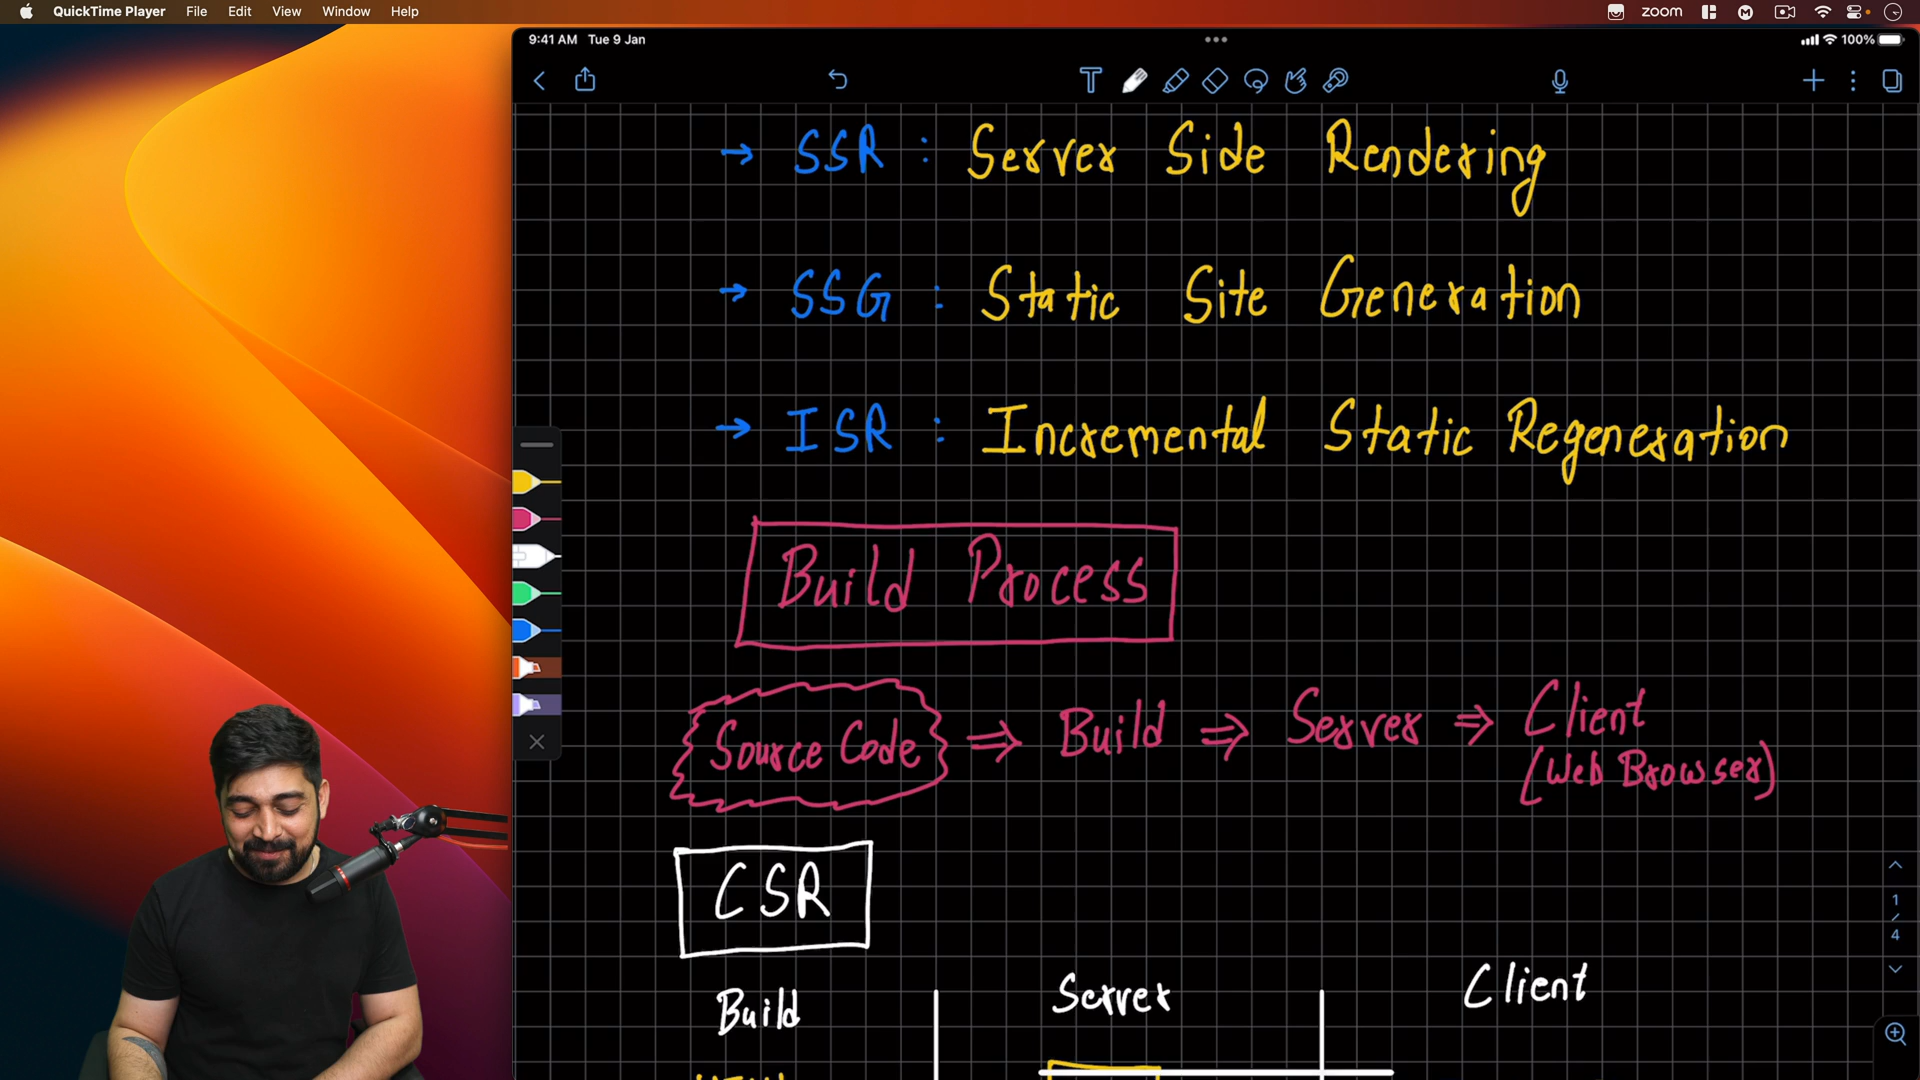 QuickTime Player File Edit View Window Help zoom
9:41 AM Tue 9 Jan 100%
→ SSR : Server Side Rendering
→ SSG : Static Site Generation
→ ISR : Incremental Static Regeneration
Build Process
Source Code ⇒ Build ⇒ Server ⇒ Client
(Web Browser)
CSR
1
/
4
Build Server Client